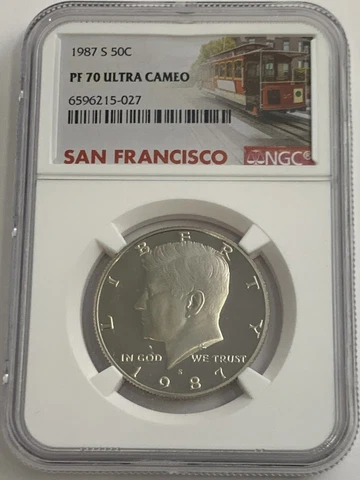 1987 S 50C
PF 70 ULTRA CAMEO
6596215-027
SAN FRANCISCO NGC®
LIBERTY
IN GOD WE TRUST
S
1987